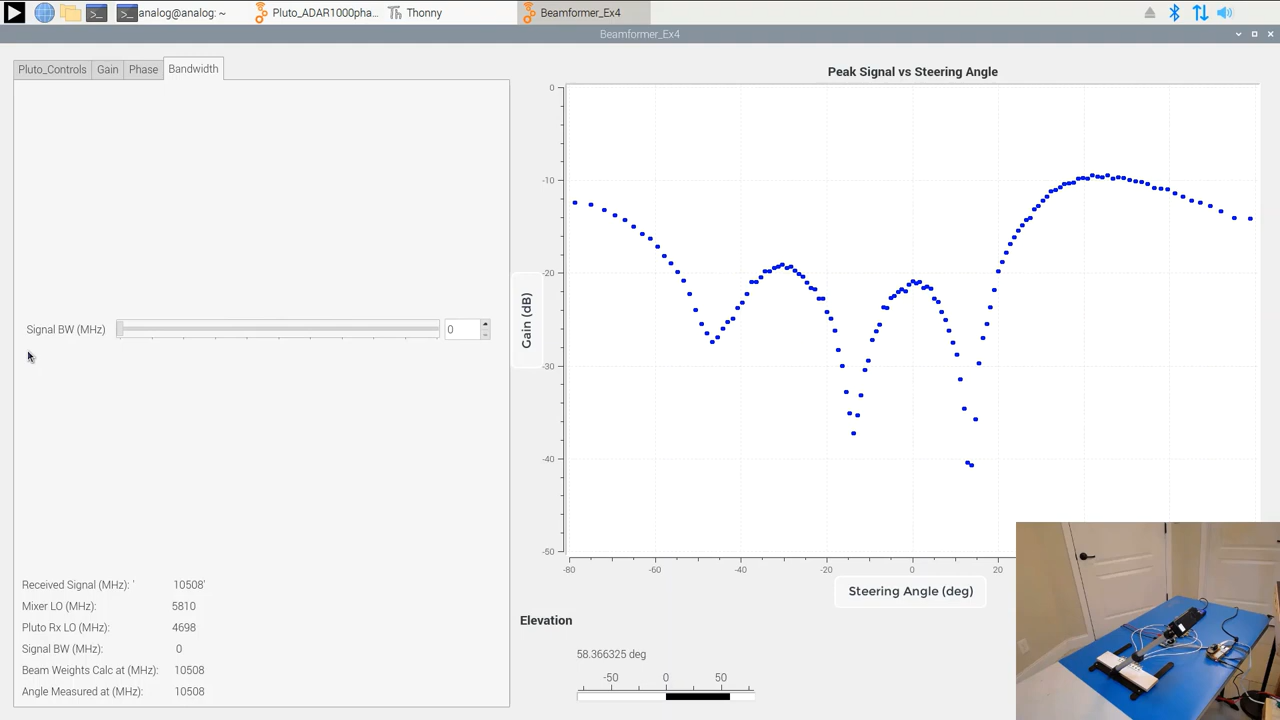 analog@analog: ~
Pluto_ADAR1000pha...
Th Thonny
Beamformer_Ex4
Beamformer_Ex4
Pluto_Controls Gain Phase Bandwidth
Signal BW (MHz) 0
Received Signal (MHz): ' 10508'
Mixer LO (MHz): 5810
Pluto Rx LO (MHz): 4698
Signal BW (MHz): 0
Beam Weights Calc at (MHz): 10508
Angle Measured at (MHz): 10508
Peak Signal vs Steering Angle
0
-10
-20
-30
-40
-50
Gain (dB)
-80 -60 -40 -20 0 20
Steering Angle (deg)
Elevation
58.366325 deg
-50 0 50